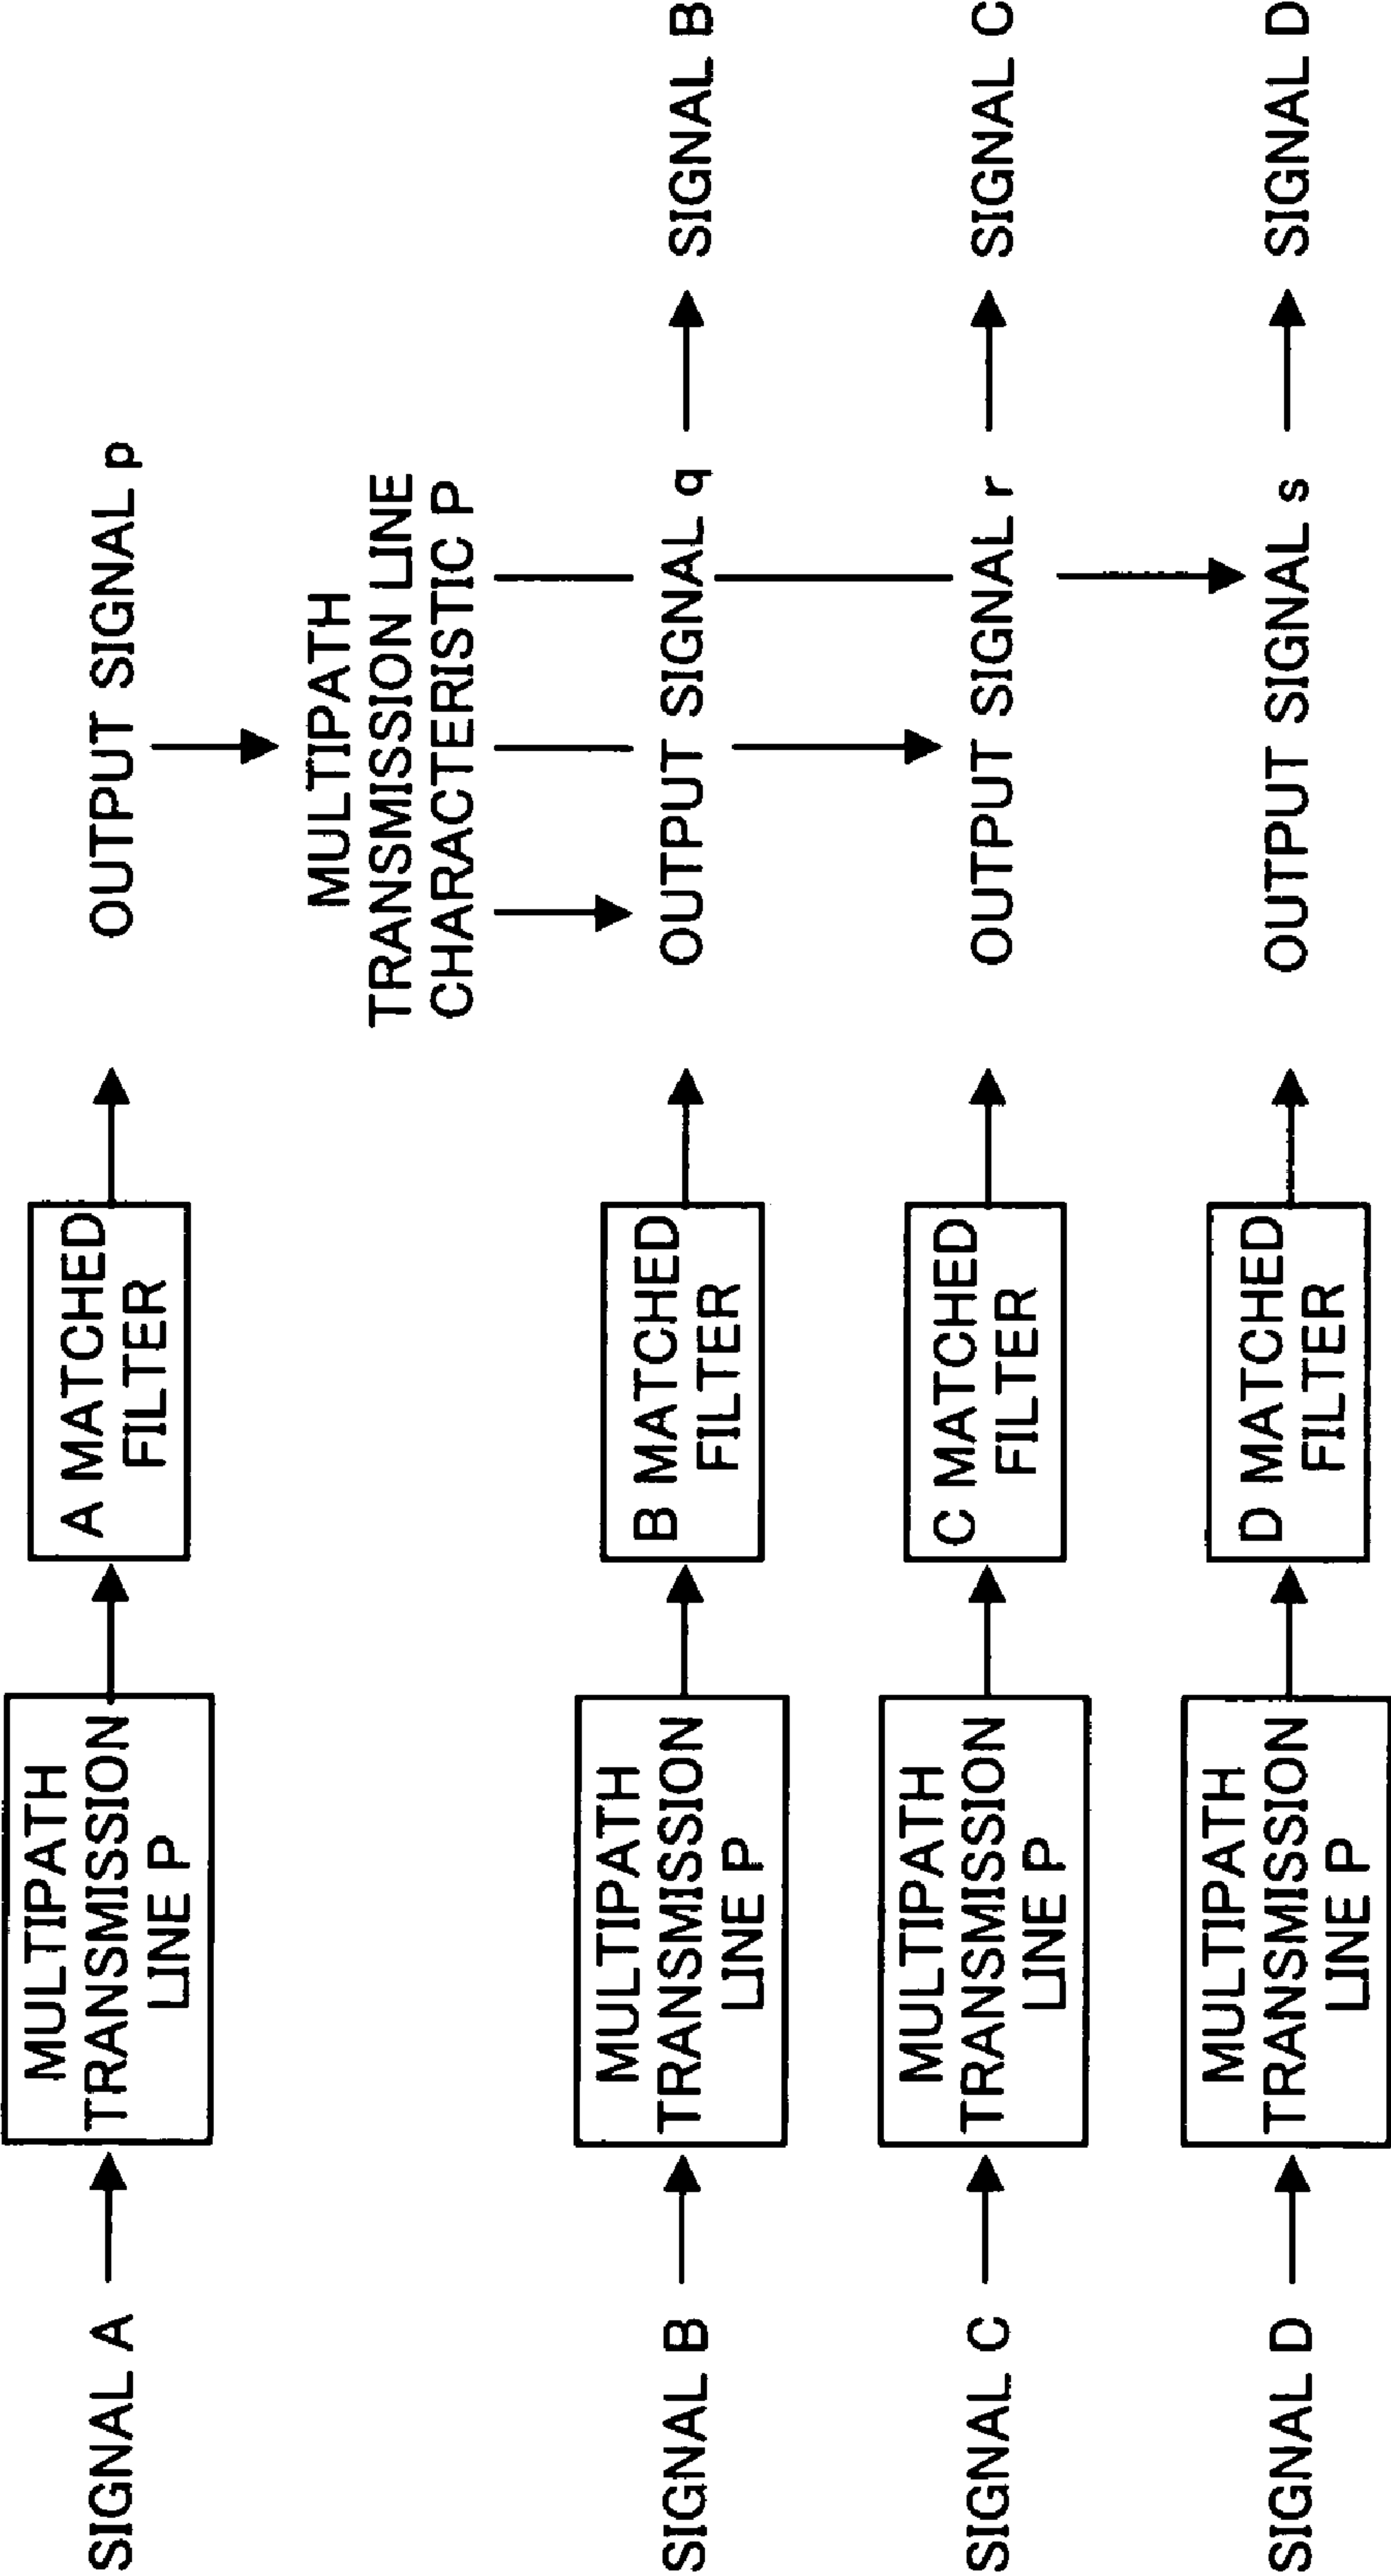 SIGNAL A
MULTIPATH
TRANSMISSION
LINE P
A MATCHED
FILTER
OUTPUT SIGNAL p
MULTIPATH
TRANSMISSION LINE
CHARACTERISTIC P
SIGNAL B
MULTIPATH
TRANSMISSION
LINE P
B MATCHED
FILTER
OUTPUT SIGNAL q
SIGNAL B
SIGNAL C
MULTIPATH
TRANSMISSION
LINE P
C MATCHED
FILTER
OUTPUT SIGNAL r
SIGNAL C
SIGNAL D
MULTIPATH
TRANSMISSION
LINE P
D MATCHED
FILTER
OUTPUT SIGNAL s
SIGNAL D